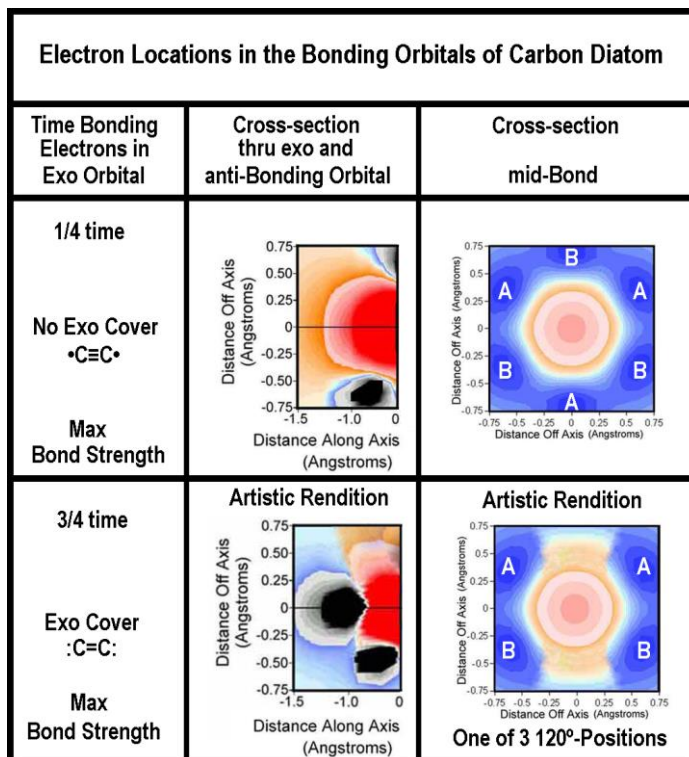 Electron Locations in the Bonding Orbitals of Carbon Diatom
Time Bonding
Electrons in
Exo Orbital
Cross-section
thru exo and
anti-Bonding Orbital
Cross-section
mid-Bond
1/4 time
No Exo Cover
•C≡C•
Max
Bond Strength
Distance Off Axis
(Angstroms)
0.75
0.50
0.25
0
-0.25
-0.50
-0.75
-1.5
-1.0
0
Distance Along Axis
(Angstroms)
Distance Off Axis (Angstroms)
0.75
0.50
0.25
0
-0.25
-0.50
-0.75
B
A
A
B
B
A
-0.75 -0.50 -0.25 0 0.25 0.50 0.75
Distance Off Axis (Angstroms)
3/4 time
Exo Cover
:C=C:
Max
Bond Strength
Artistic Rendition
Distance Off Axis
(Angstroms)
0.75
0.50
0.25
0
-0.25
-0.50
-0.75
-1.5
-1.0
0
Distance Along Axis
(Angstroms)
Artistic Rendition
Distance Off Axis (Angstroms)
0.75
0.50
0.25
0
-0.25
-0.50
-0.75
A
A
B
B
-0.75 -0.50 -0.25 0 0.25 0.50 0.75
Distance Off Axis (Angstroms)
One of 3 120º-Positions